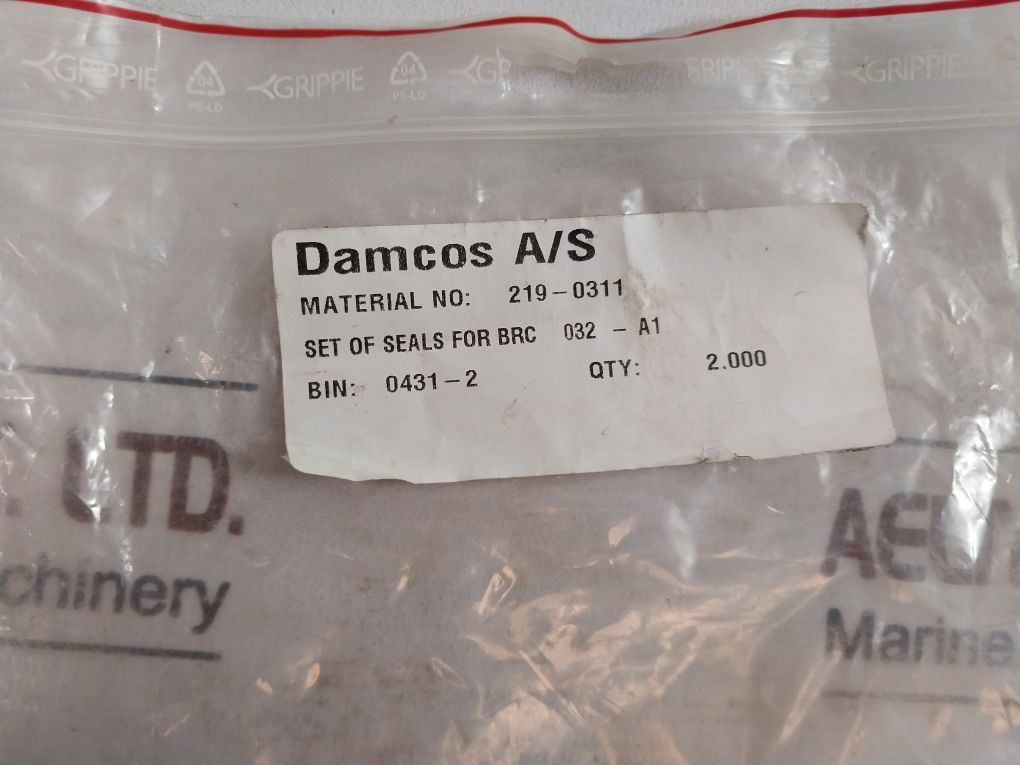 GRIPPIE 04 PE-LD GRIPPIE 04 PE-LD GRIPPIE
Damcos A/S
MATERIAL NO: 219-0311
SET OF SEALS FOR BRC 032 - A1
BIN: 0431-2 QTY: 2.000
LTD.
chinery
Marine